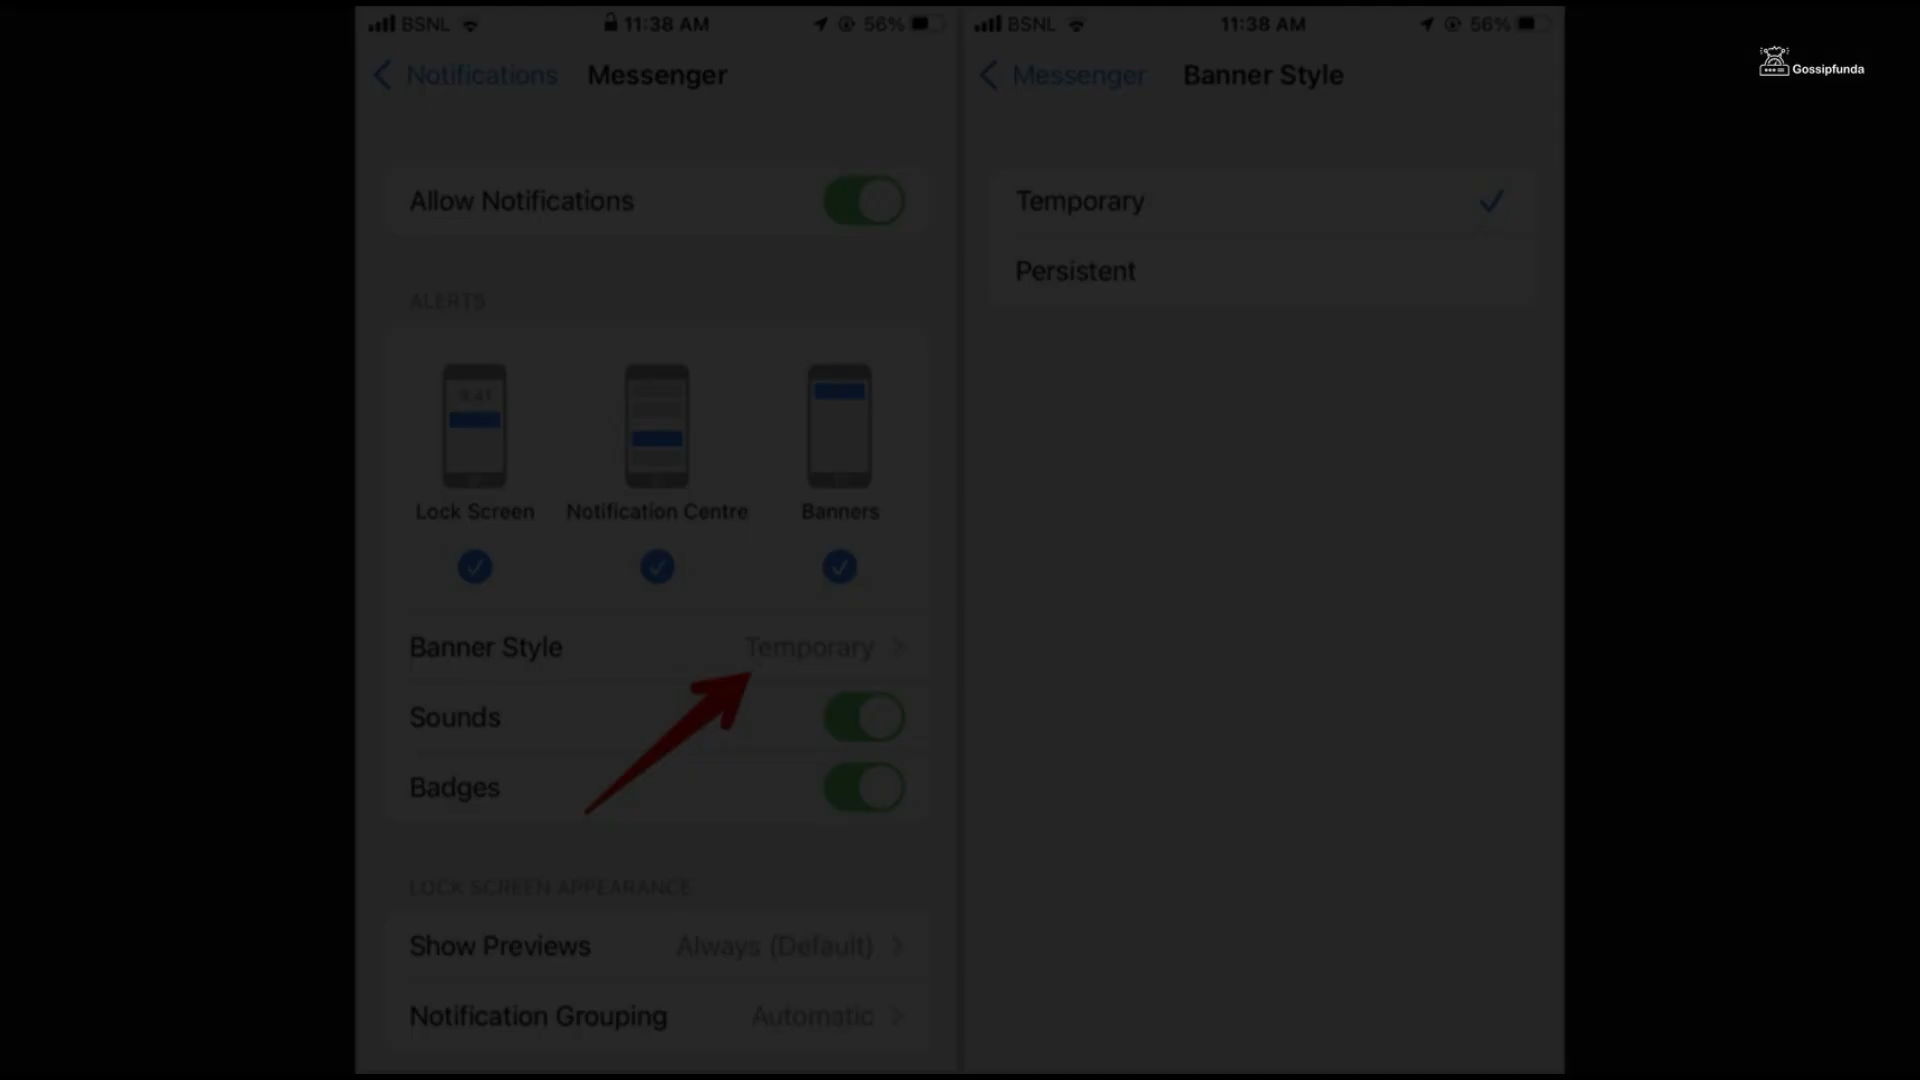 BSNL 11:38 AM 56%
Notifications Messenger
Allow Notifications
ALERTS
9:41
Lock Screen Notification Centre Banners
Banner Style Temporary
Sounds
Badges
LOCK SCREEN APPEARANCE
Show Previews Always (Default)
Notification Grouping Automatic
BSNL 11:38 AM 56%
Messenger Banner Style
Temporary
Persistent
Gossipfunda